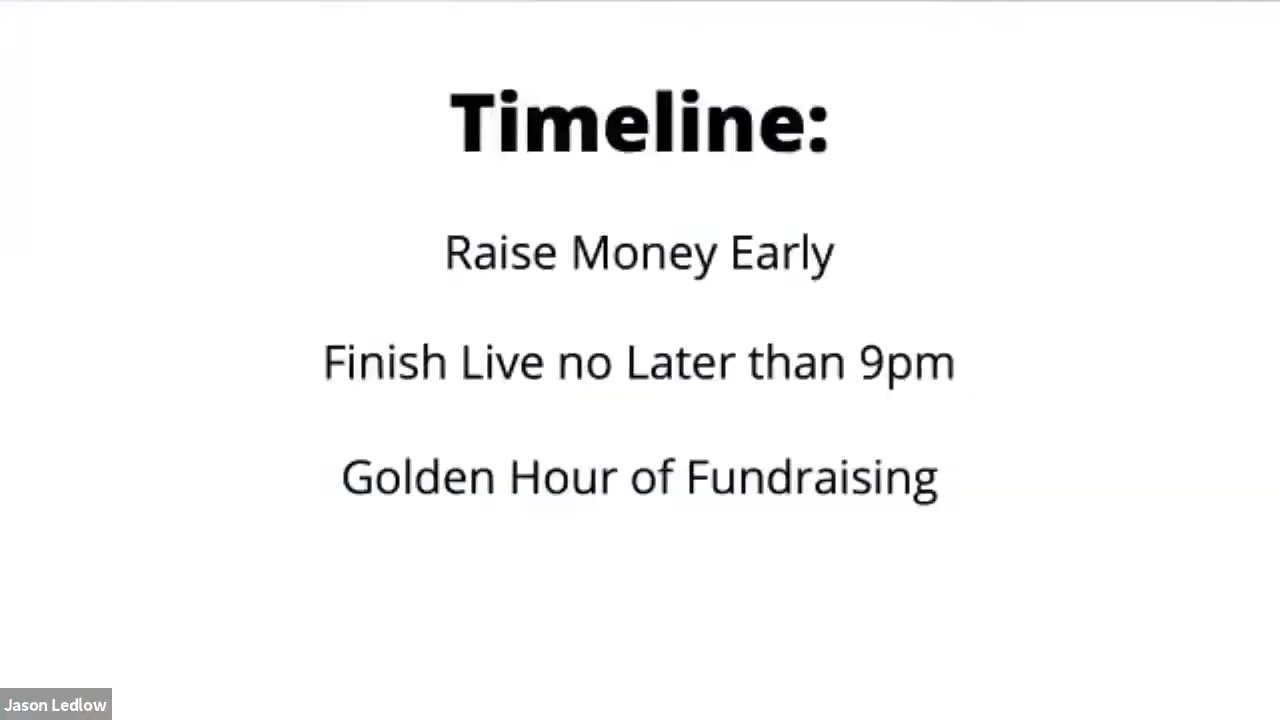 Timeline:
Raise Money Early
Finish Live no Later than 9pm
Golden Hour of Fundraising
Jason Ledlow